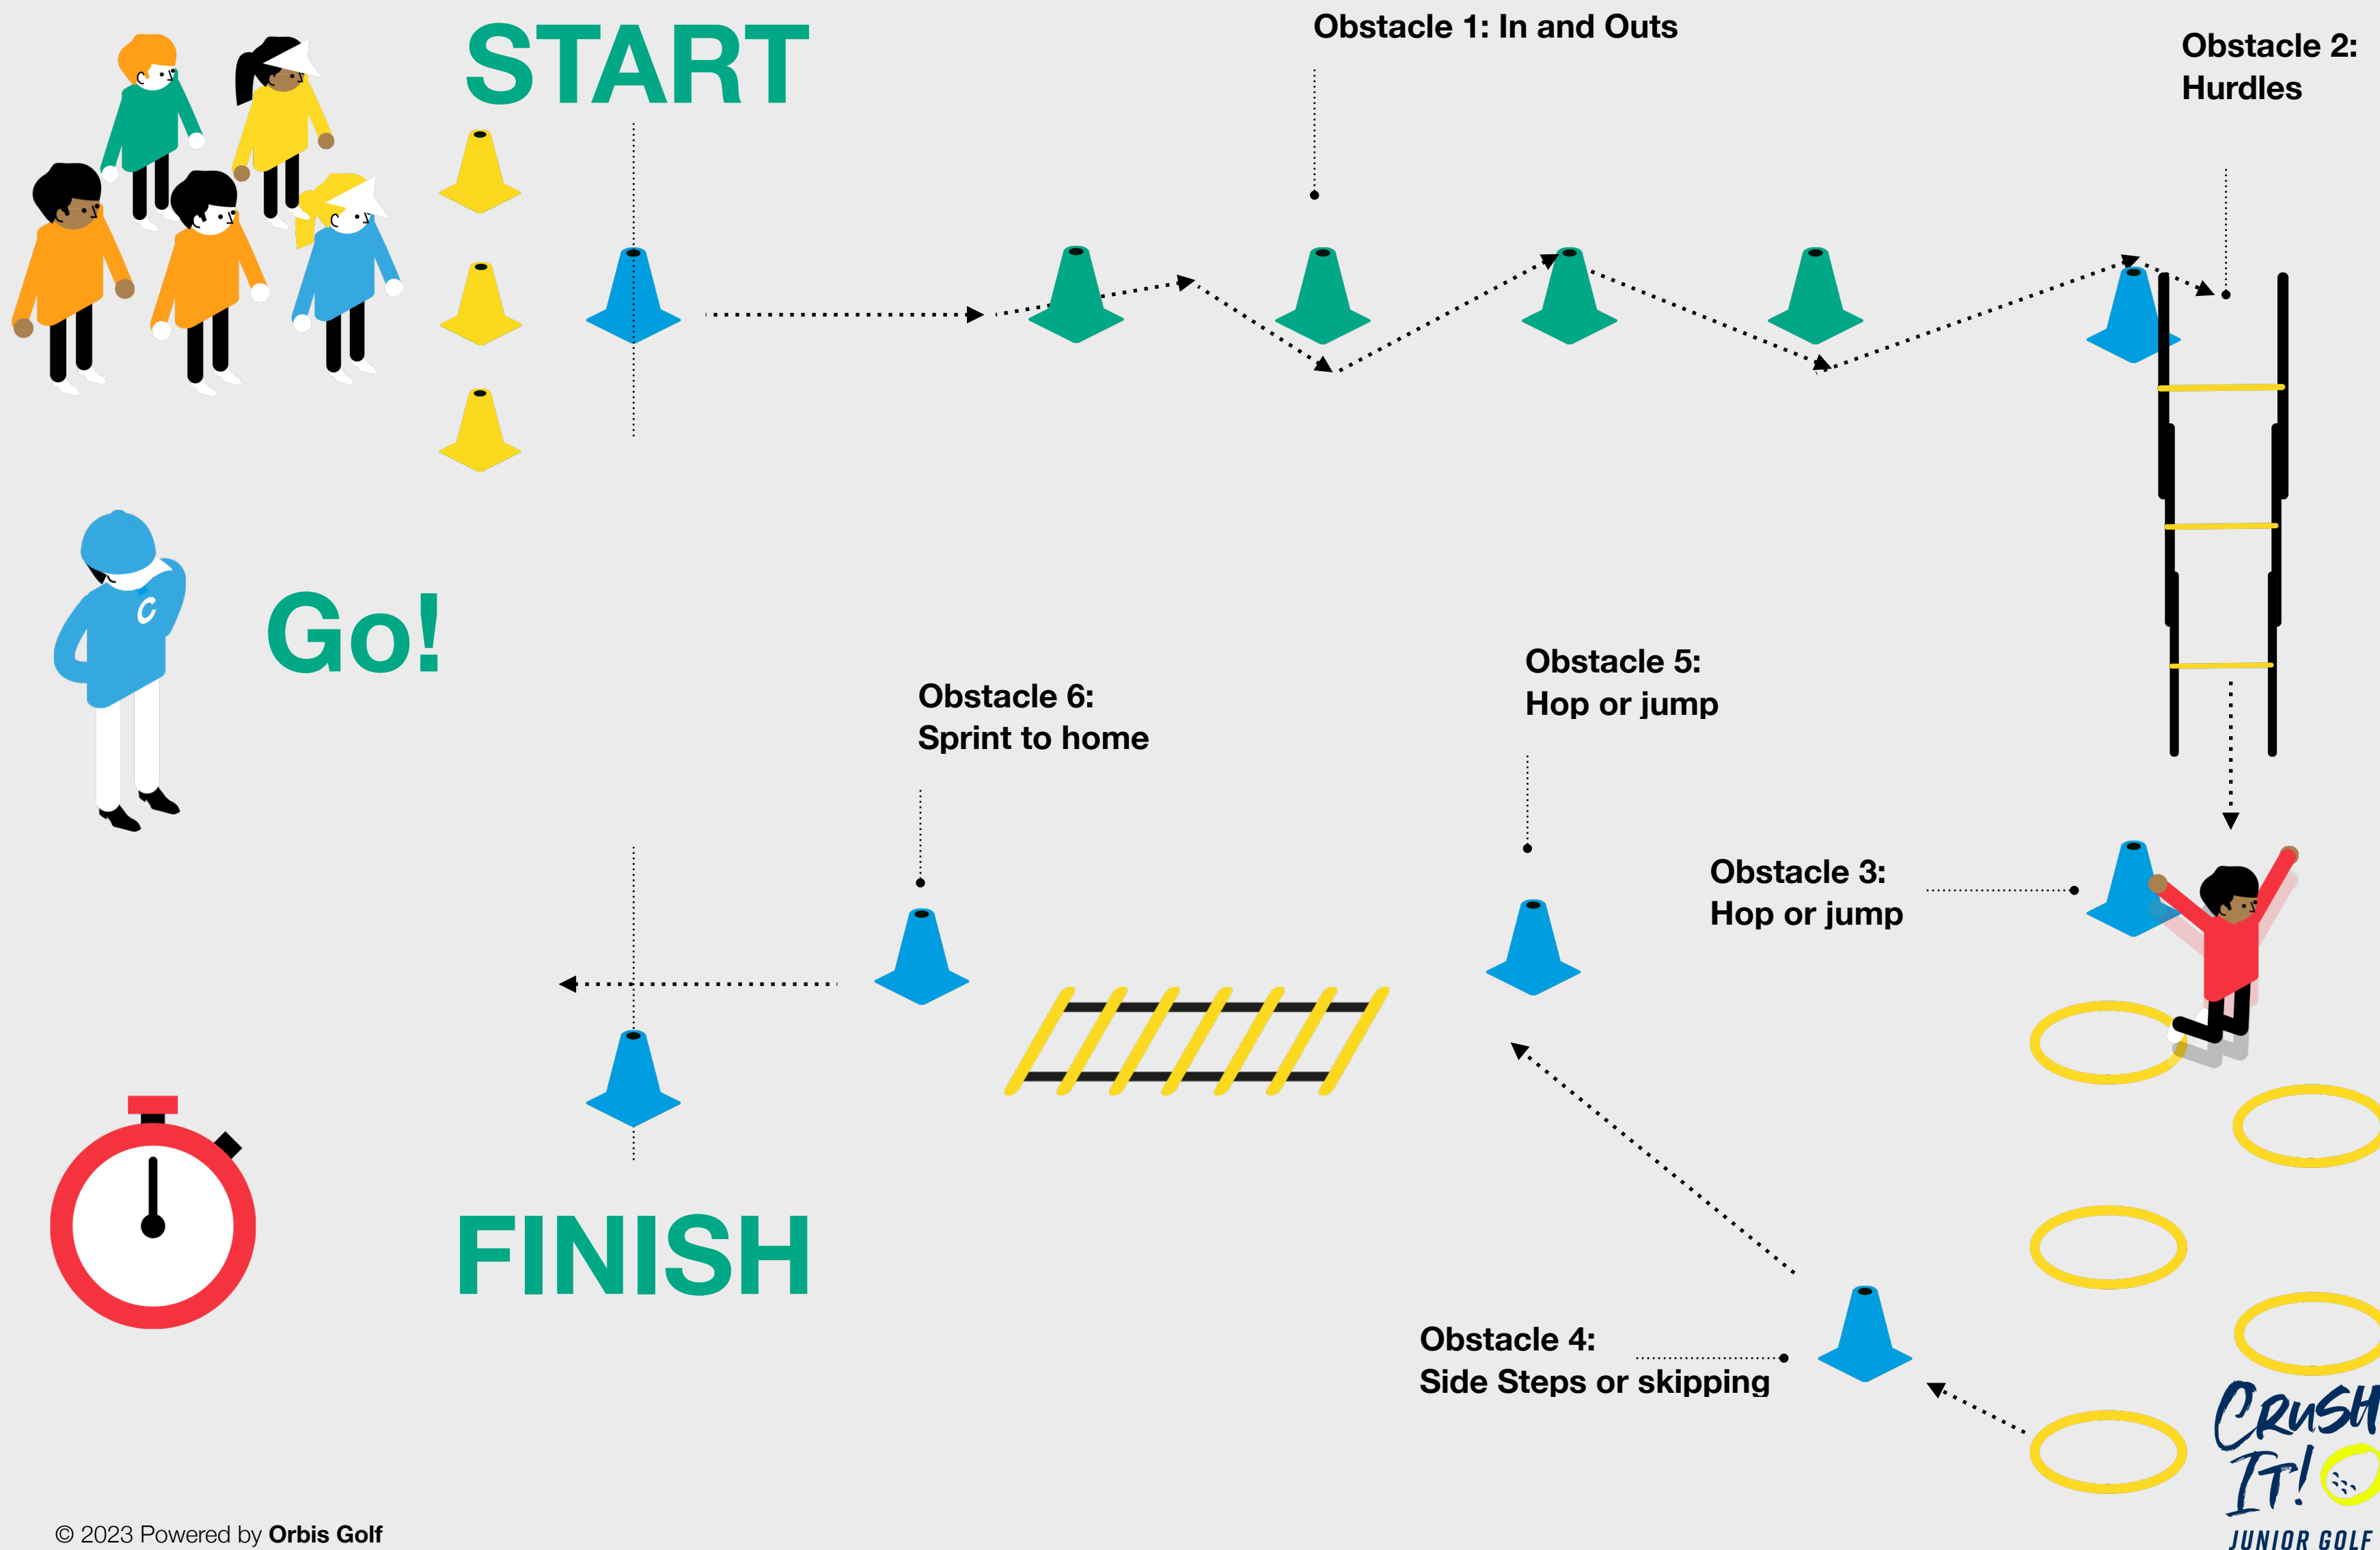 START
Obstacle 1: In and Outs
Obstacle 2:
Hurdles
C
Go!
Obstacle 6:
Sprint to home
Obstacle 5:
Hop or jump
Obstacle 3:
Hop or jump
FINISH
Obstacle 4:
Side Steps or skipping
CRUSH
IT!
JUNIOR GOLF
© 2023 Powered by Orbis Golf